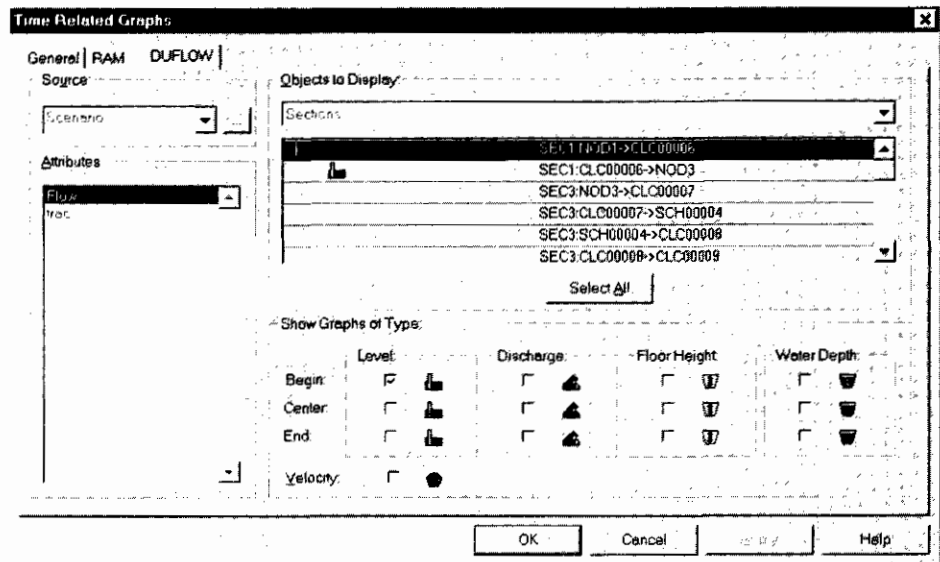 Time Related Graphs
General RAM DUFLOW
Source
Scenario
Attributes
Flow
trac
Objects to Display:
Sections
SEC1:NOD1->CLC00006
SEC1:CLC00006->NOD3
SEC3:NOD3->CLC00007
SEC3:CLC00007->SCH00004
SEC3:SCH00004->CLC00008
SEC3:CLC00008->CLC00009
Select All
Show Graphs of Type:
Level: Discharge: Floor Height: Water Depth:
Begin:
Center:
End:
Velocity:
OK Cancel Help